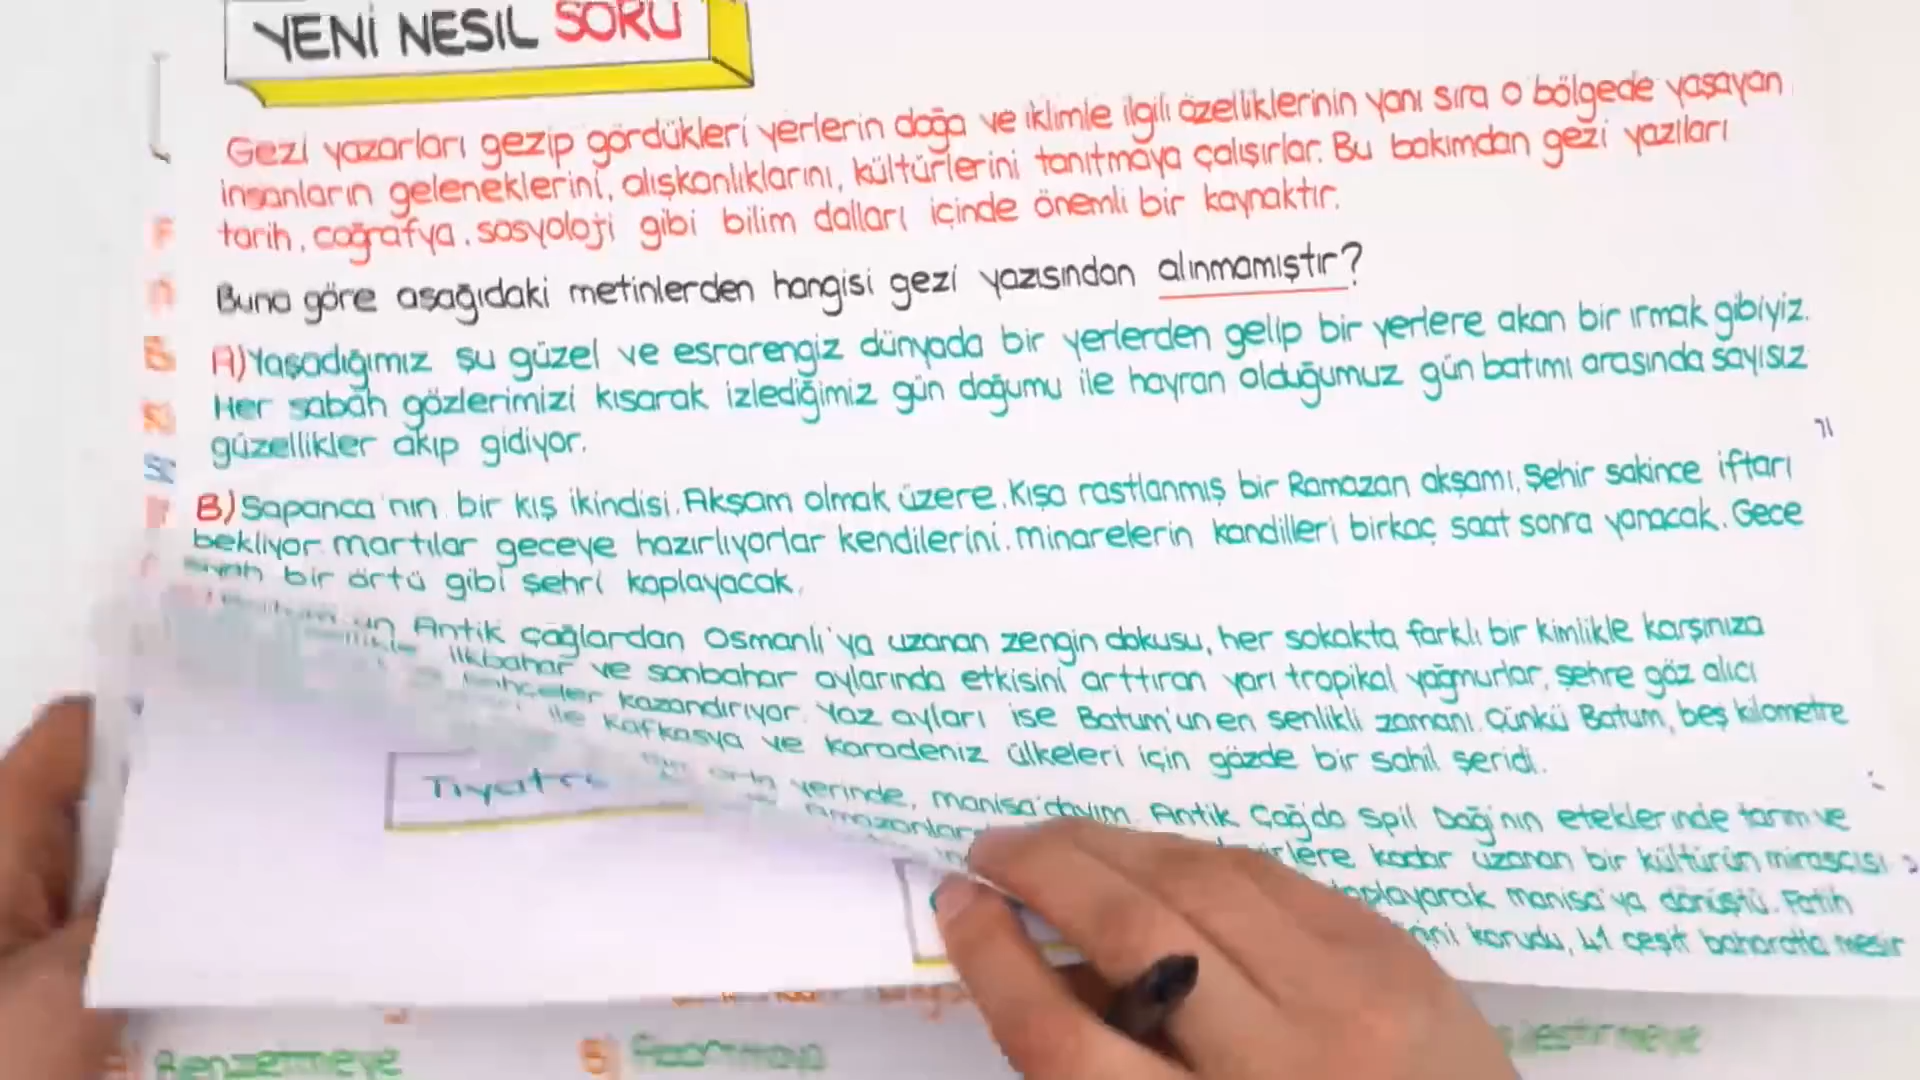 YENİ NESIL SORU
Gezi yazarları gezip gördükleri yerlerin doğa ve iklimle ilgili özelliklerinin yanı sıra o bölgede yaşayan
insanların geleneklerini, alışkanlıklarını, kültürlerini tanıtmaya çalışırlar. Bu bakımdan gezi yazıları
tarih, coğrafya, sosyoloji gibi bilim dalları içinde önemli bir kaynaktır.
Buna göre aşağıdaki metinlerden hangisi gezi yazısından alınmamıştır?
A) Yaşadığımız şu güzel ve esrarengiz dünyada bir yerlerden gelip bir yerlere akan bir ırmak gibiyiz.
Her sabah gözlerimizi kısarak izlediğimiz gün doğumu ile hayran olduğumuz gün batımı arasında sayısız
güzellikler akıp gidiyor.
B) Sapanca'nın bir kış ikindisi. Akşam olmak üzere. Kışa rastlanmış bir Ramazan akşamı. Şehir sakince iftarı
bekliyor. martılar geceye hazırlıyorlar kendilerini. minarelerin kandilleri birkaç saat sonra yanacak. Gece
bir örtü gibi şehri kaplayacak.
Antik Çağlardan Osmanlı'ya uzanan zengin dokusu, her sokakta farklı bir kimlikle karşınıza
ilkbahar ve sonbahar aylarında etkisini arttıran yarı tropikal yağmurlar, şehre göz alıcı
kazandırıyor. Yaz ayları ise Batum'un en şenlikli zamanı. Çünkü Batum, beş kilometre
ile Kafkasya ve Karadeniz ülkeleri için gözde bir sahil şeridi.
yerinde, manisa'dayım. Antik Çağ'da Spil Dağı'nın eteklerinde tarım ve
kadar uzanan bir kültürün mirasçısı
toplayarak manisa'ya dönüştü. Fatih
korudu, 41 çeşit baharatla mesir
Benzetmeye B)